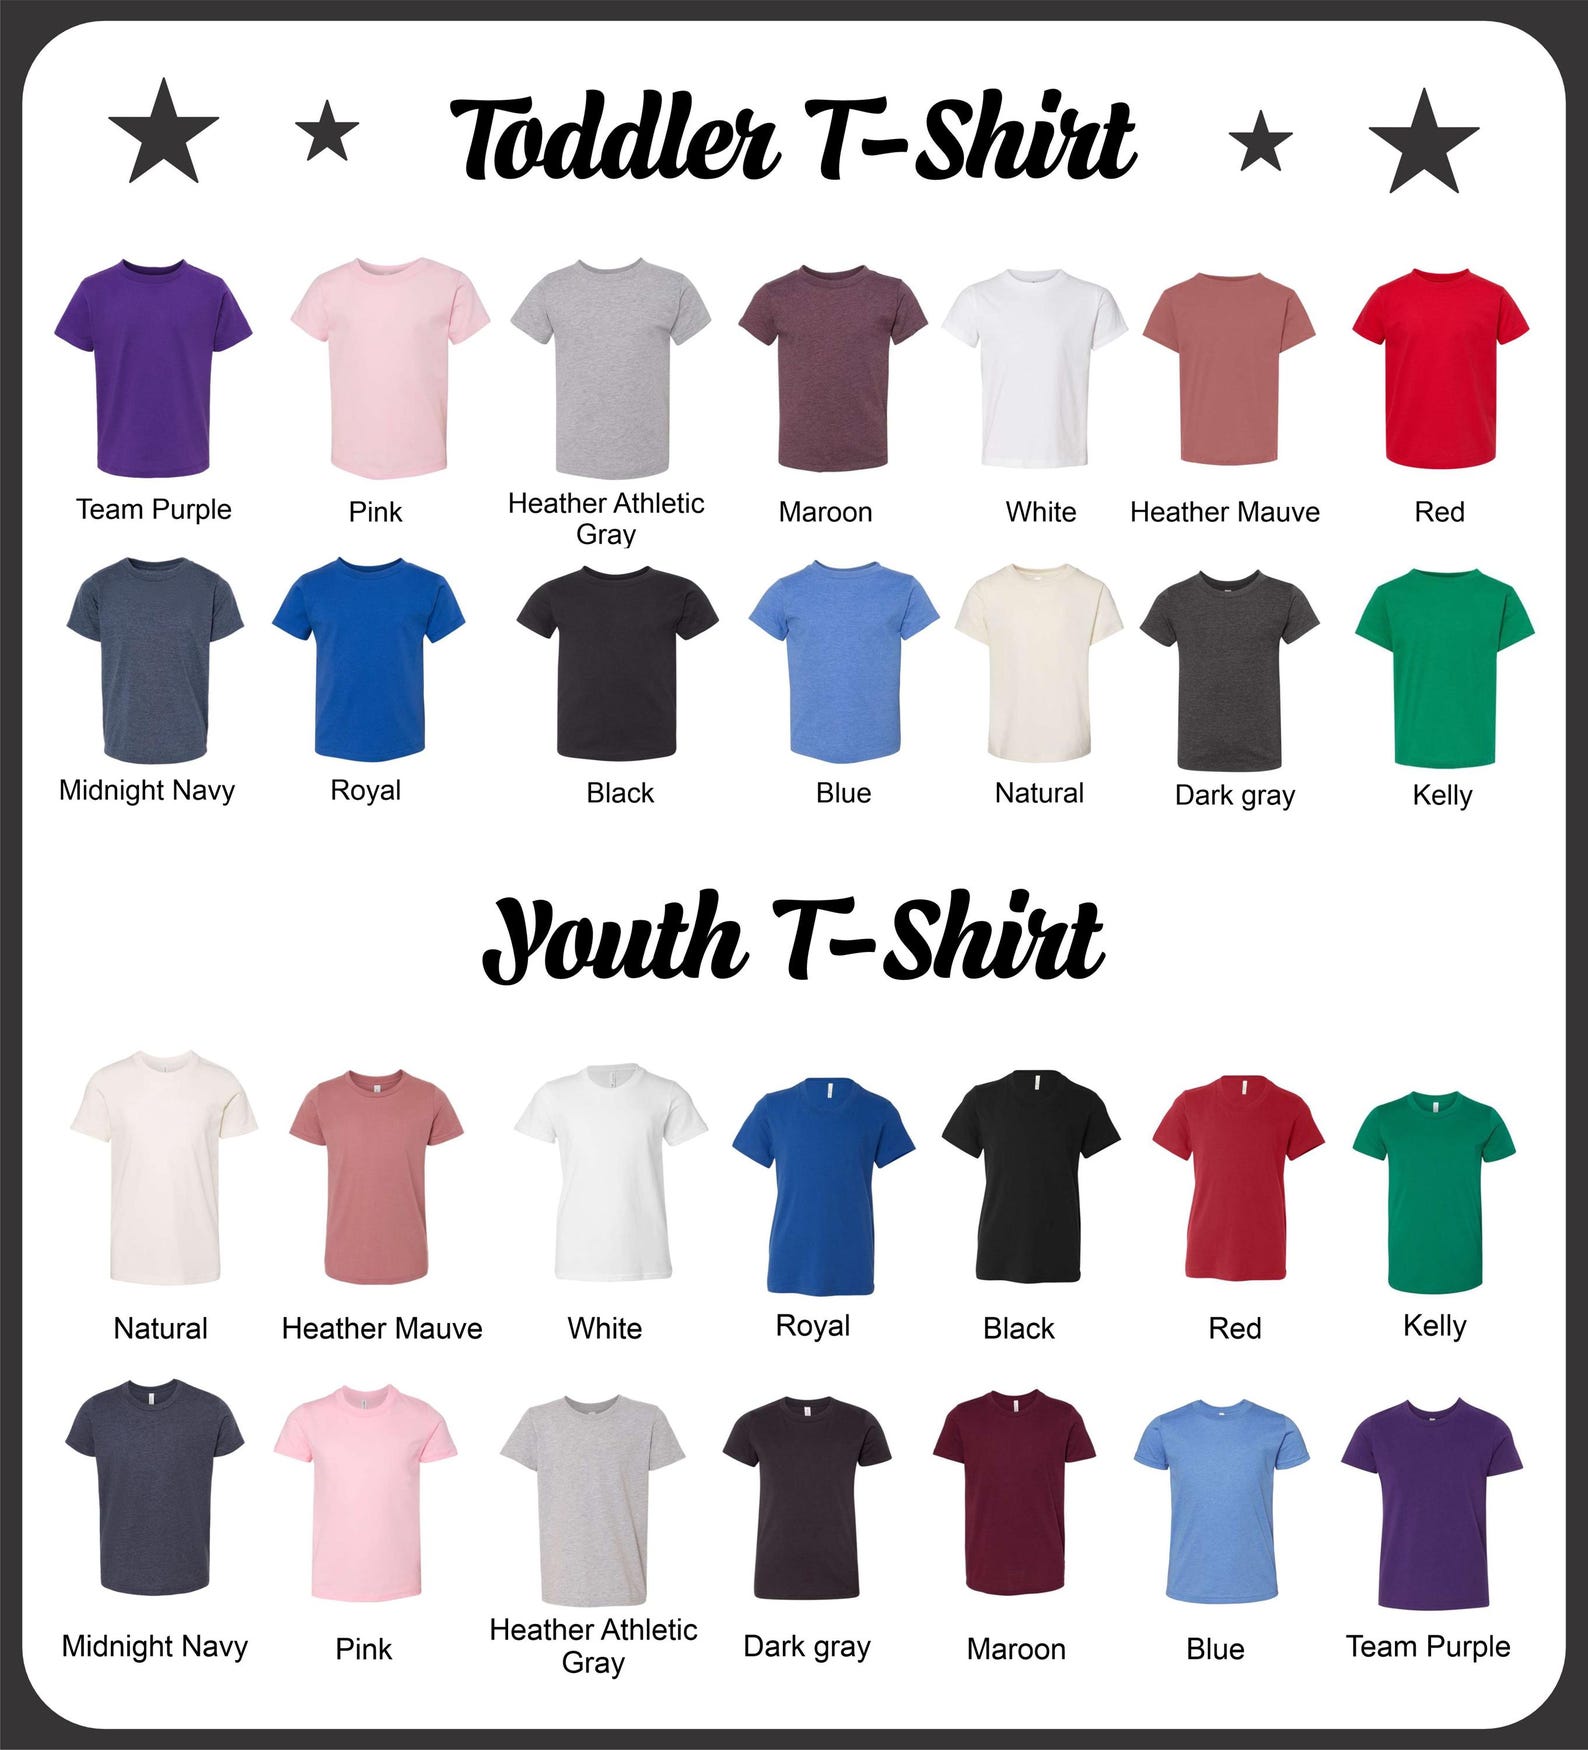 Toddler T-Shirt
Team Purple
Pink
Heather Athletic
Gray
Maroon
White
Heather Mauve
Red
Midnight Navy
Royal
Black
Blue
Natural
Dark gray
Kelly
Youth T-Shirt
Natural
Heather Mauve
White
Royal
Black
Red
Kelly
Midnight Navy
Pink
Heather Athletic
Gray
Dark gray
Maroon
Blue
Team Purple